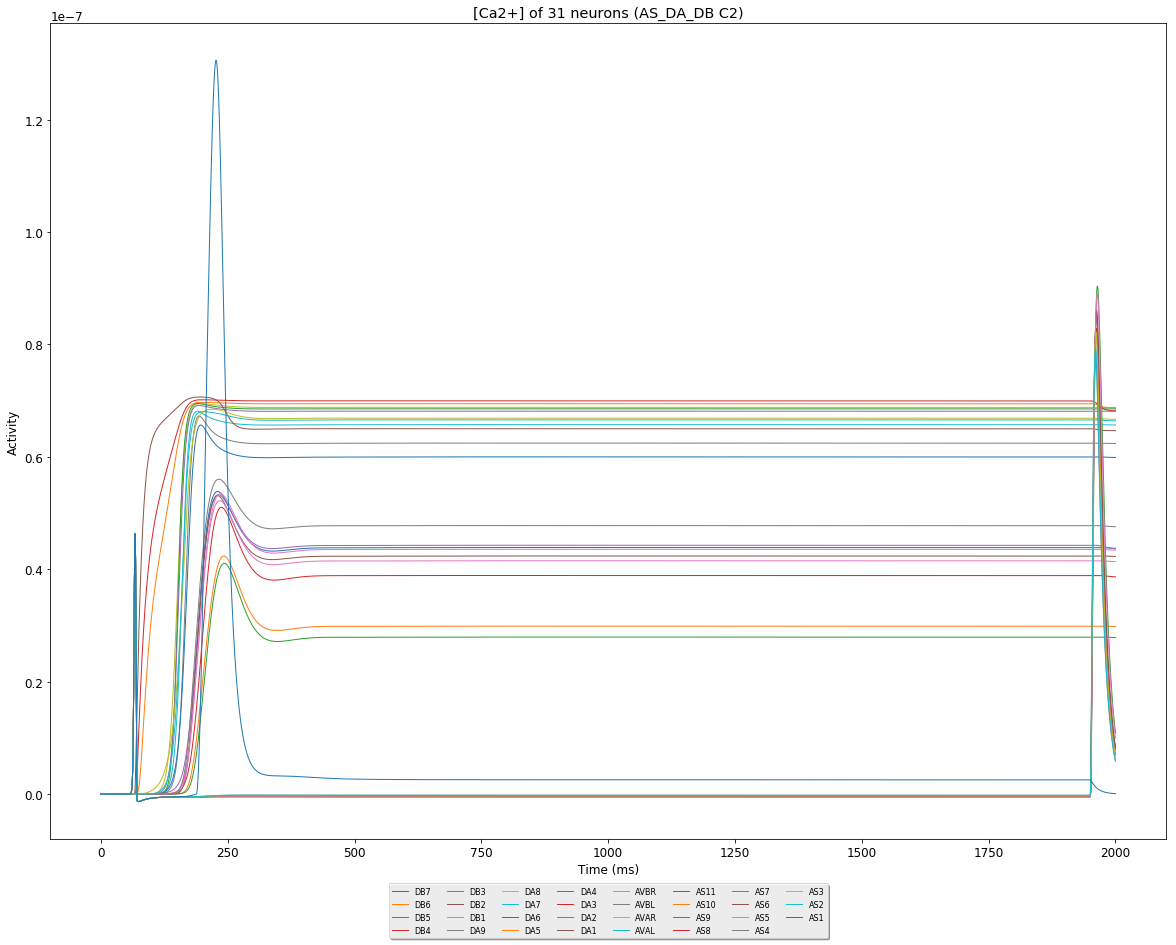 [Ca2+] of 31 neurons (AS_DA_DB C2)
1e−7
1.2
1.0
0.8
0.6
0.4
0.2
0.0
Activity
0 250 500 750 1000 1250 1500 1750 2000
Time (ms)
DB7 DB3 DA8 DA4 AVBR AS11 AS7 AS3
DB6 DB2 DA7 DA3 AVBL AS10 AS6 AS2
DB5 DB1 DA6 DA2 AVAR AS9 AS5 AS1
DB4 DA9 DA5 DA1 AVAL AS8 AS4